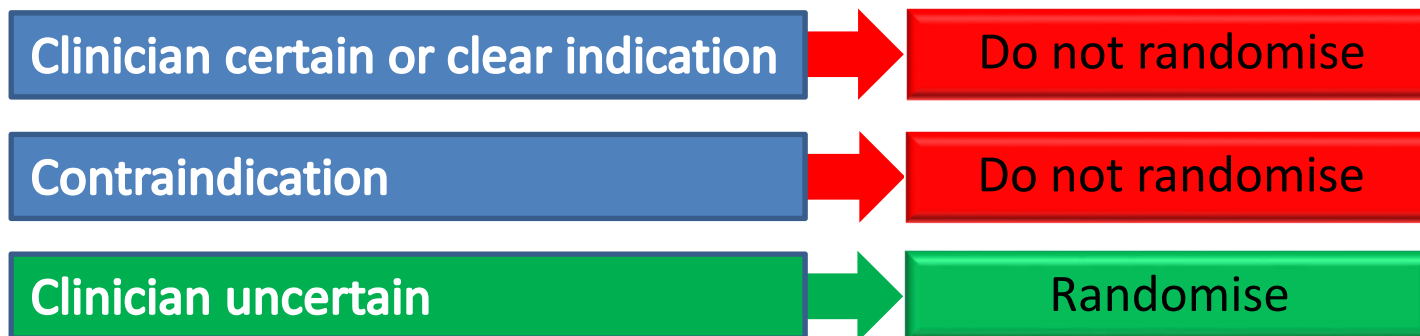 Clinician certain or clear indication
Do not randomise
Contraindication
Do not randomise
Clinician uncertain
Randomise